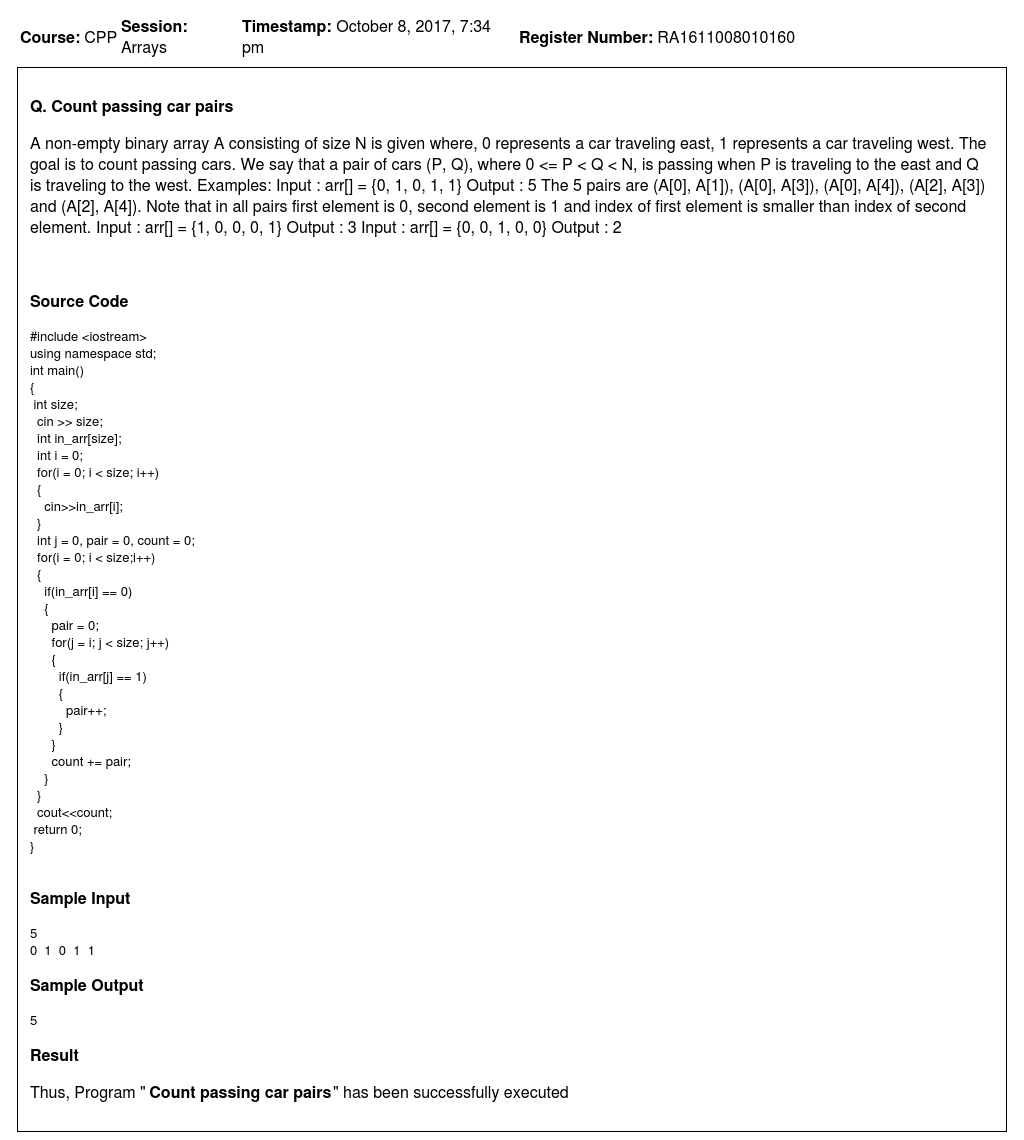 Course: CPP Session: Arrays Timestamp: October 8, 2017, 7:34 pm Register Number: RA1611008010160
Q. Count passing car pairs
A non-empty binary array A consisting of size N is given where, 0 represents a car traveling east, 1 represents a car traveling west. The
goal is to count passing cars. We say that a pair of cars (P, Q), where 0 <= P < Q < N, is passing when P is traveling to the east and Q
is traveling to the west. Examples: Input : arr[] = {0, 1, 0, 1, 1} Output : 5 The 5 pairs are (A[0], A[1]), (A[0], A[3]), (A[0], A[4]), (A[2], A[3])
and (A[2], A[4]). Note that in all pairs first element is 0, second element is 1 and index of first element is smaller than index of second
element. Input : arr[] = {1, 0, 0, 0, 1} Output : 3 Input : arr[] = {0, 0, 1, 0, 0} Output : 2
Source Code
#include <iostream>
using namespace std;
int main()
{
 int size;
  cin >> size;
  int in_arr[size];
  int i = 0;
  for(i = 0; i < size; i++)
  {
    cin>>in_arr[i];
  }
  int j = 0, pair = 0, count = 0;
  for(i = 0; i < size;i++)
  {
    if(in_arr[i] == 0)
    {
      pair = 0;
      for(j = i; j < size; j++)
      {
        if(in_arr[j] == 1)
        {
          pair++;
        }
      }
      count += pair;
    }
  }
  cout<<count;
 return 0;
}
Sample Input
5
0 1 0 1 1
Sample Output
5
Result
Thus, Program " Count passing car pairs" has been successfully executed